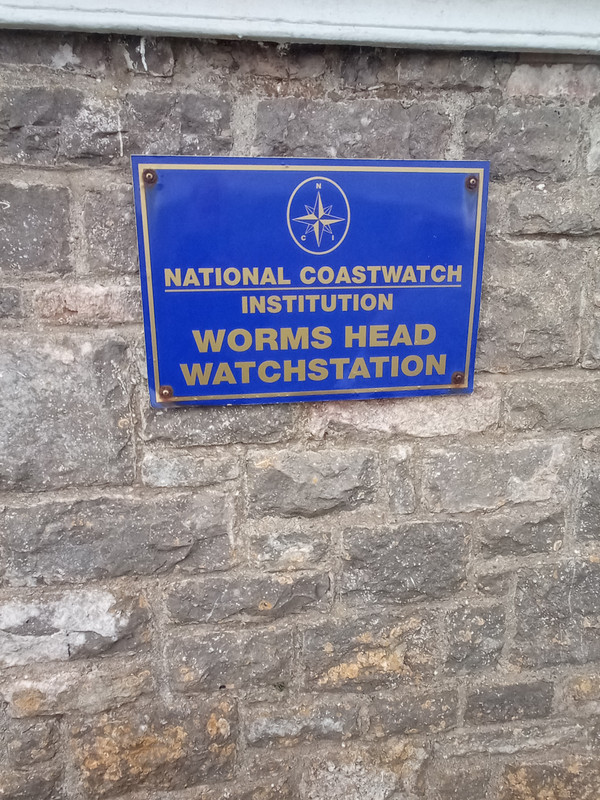 N
C I
NATIONAL COASTWATCH
INSTITUTION
WORMS HEAD
WATCHSTATION